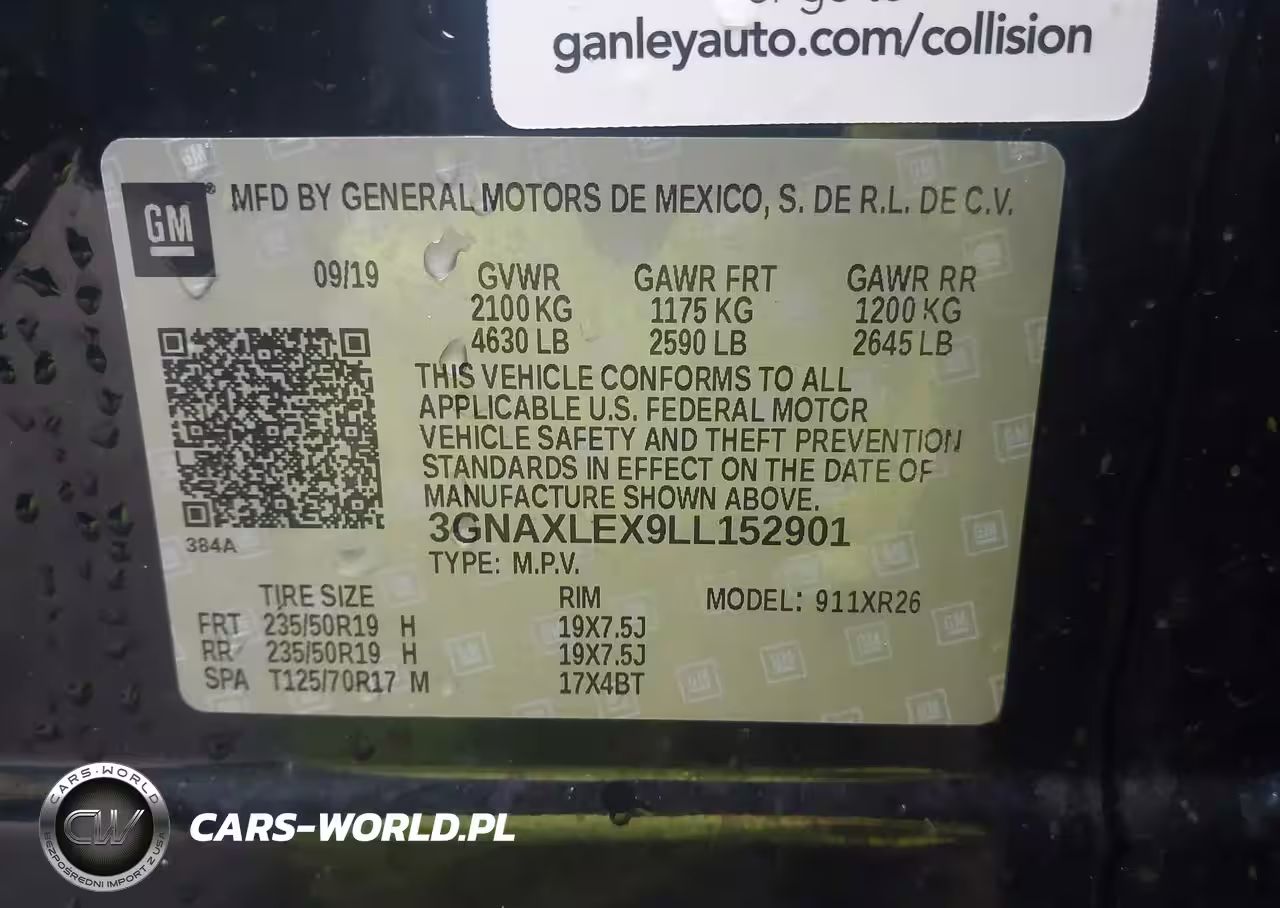 ganleyauto.com/collision
GM® MFD BY GENERAL MOTORS DE MEXICO, S. DE R.L. DE C.V.
09/19 GVWR GAWR FRT GAWR RR
2100 KG 1175 KG 1200 KG
4630 LB 2590 LB 2645 LB
THIS VEHICLE CONFORMS TO ALL
APPLICABLE U.S. FEDERAL MOTOR
VEHICLE SAFETY AND THEFT PREVENTION
STANDARDS IN EFFECT ON THE DATE OF
MANUFACTURE SHOWN ABOVE.
3GNAXLEX9LL152901
384A
TYPE: M.P.V.
TIRE SIZE RIM MODEL: 911XR26
FRT 235/50R19 H 19X7.5J
RR 235/50R19 H 19X7.5J
SPA T125/70R17 M 17X4BT
CARS-WORLD
CW
BEZPOŚREDNI IMPORT Z USA
CARS-WORLD.PL